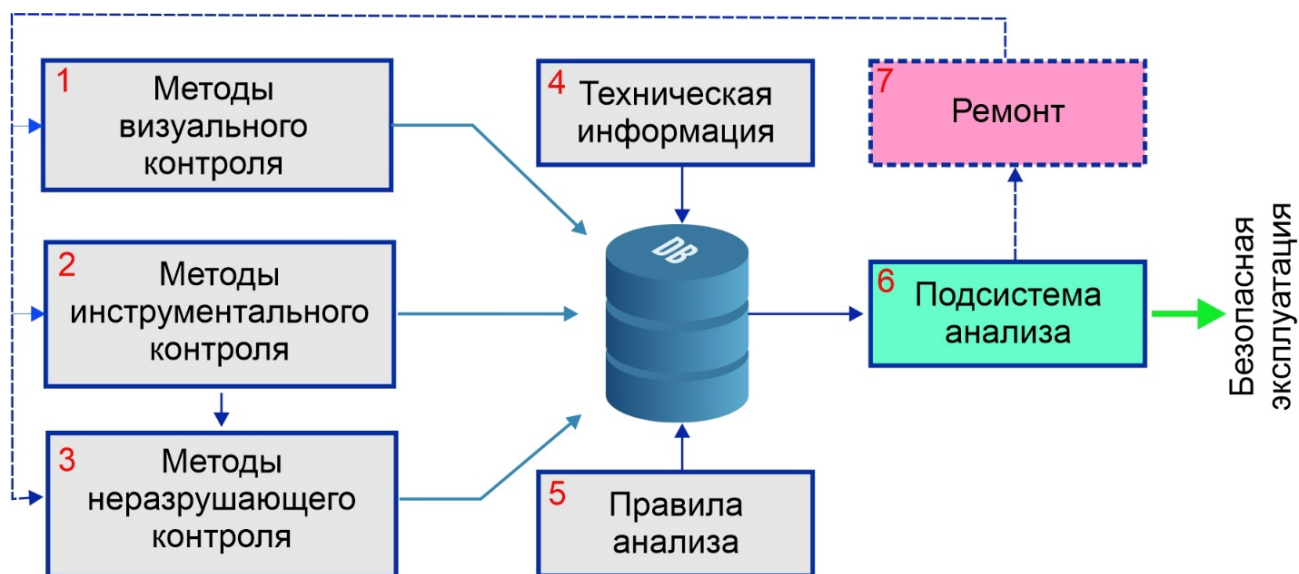 1
Методы
визуального
контроля
2
Методы
инструментального
контроля
3
Методы
неразрушающего
контроля
4
Техническая
информация
DB
5
Правила
анализа
7
Ремонт
6
Подсистема
анализа
Безопасная
эксплуатация